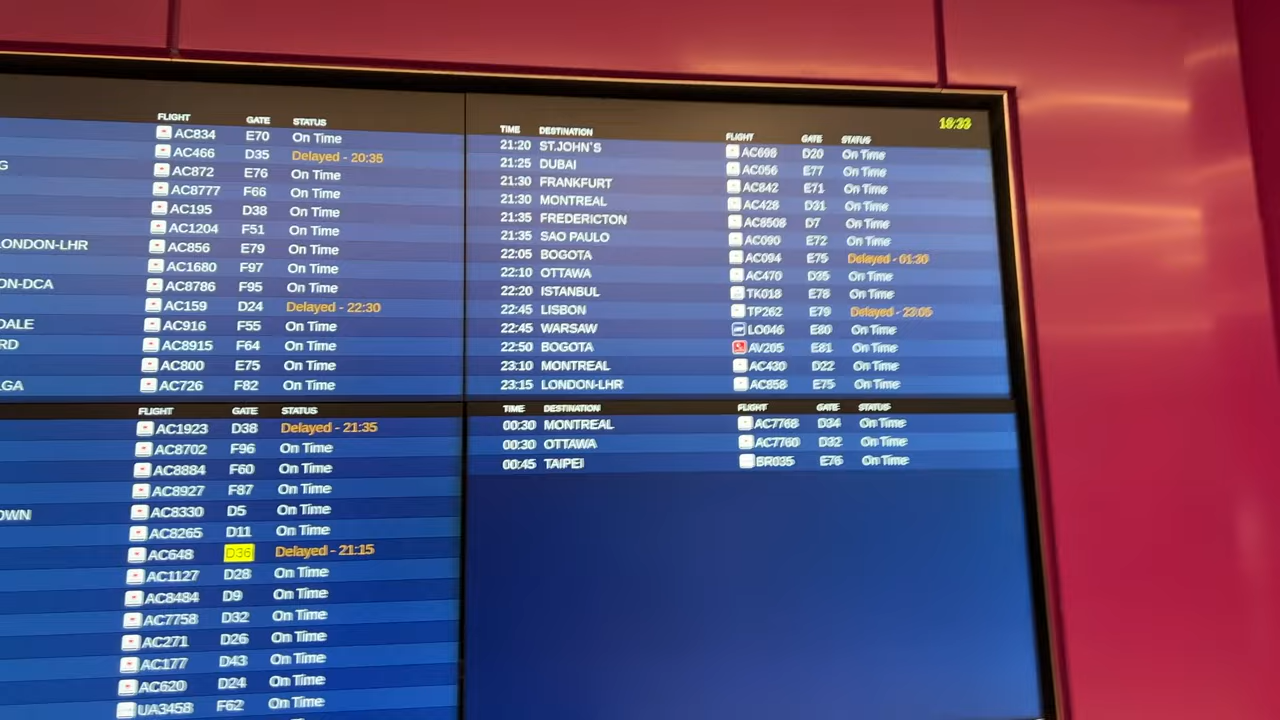 FLIGHT GATE STATUS
AC834 E70 On Time
AC466 D35 Delayed - 20:35
G AC872 E76 On Time
AC8777 F66 On Time
AC195 D38 On Time
AC1204 F51 On Time
LONDON-LHR AC856 E79 On Time
AC1680 F97 On Time
ON-DCA AC8786 F95 On Time
AC159 D24 Delayed - 22:30
DALE AC916 F55 On Time
RD AC8915 F64 On Time
AC800 E75 On Time
LGA AC726 F82 On Time
FLIGHT GATE STATUS
AC1923 D38 Delayed - 21:35
AC8702 F96 On Time
AC8884 F60 On Time
AC8927 F87 On Time
OWN AC8330 D5 On Time
AC8265 D11 On Time
AC648 D36 Delayed - 21:15
AC1127 D28 On Time
AC8484 D9 On Time
AC7758 D32 On Time
AC271 D26 On Time
AC177 D43 On Time
AC620 D24 On Time
UA3458 F62 On Time
TIME DESTINATION FLIGHT GATE STATUS
21:20 ST.JOHN`S AC698 D20 On Time
21:25 DUBAI AC056 E77 On Time
21:30 FRANKFURT AC842 E71 On Time
21:30 MONTREAL AC428 D31 On Time
21:35 FREDERICTON AC8508 D7 On Time
21:35 SAO PAULO AC090 E72 On Time
22:05 BOGOTA AC094 E75 Delayed - 01:30
22:10 OTTAWA AC470 D35 On Time
22:20 ISTANBUL TK018 E78 On Time
22:45 LISBON TP262 E79 Delayed - 23:05
22:45 WARSAW LO046 E80 On Time
22:50 BOGOTA AV205 E81 On Time
23:10 MONTREAL AC430 D22 On Time
23:15 LONDON-LHR AC858 E75 On Time
TIME DESTINATION FLIGHT GATE STATUS
00:30 MONTREAL AC7768 D34 On Time
00:30 OTTAWA AC7760 D32 On Time
00:45 TAIPEI BR035 E76 On Time